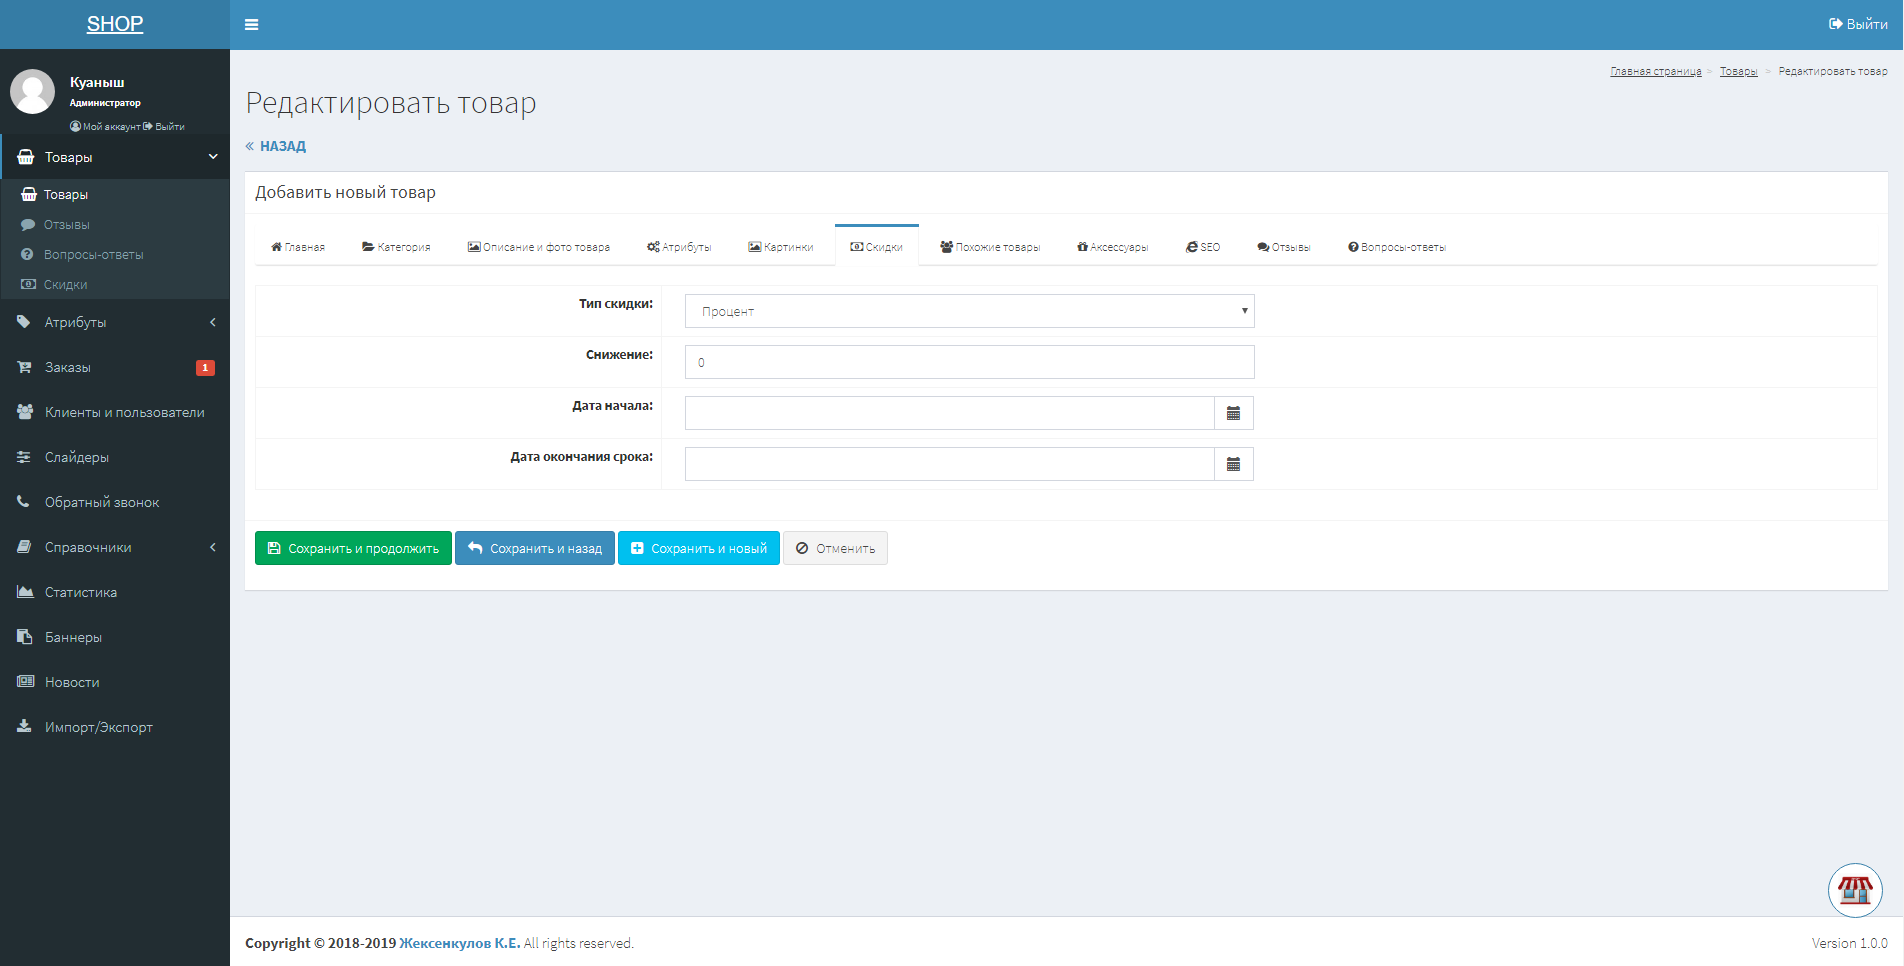 SHOP
Выйти
Куаныш
Администратор
Мой аккаунт Выйти
Товары
Товары
Отзывы
Вопросы-ответы
Скидки
Атрибуты
Заказы 1
Клиенты и пользователи
Слайдеры
Обратный звонок
Справочники
Статистика
Баннеры
Новости
Импорт/Экспорт
Главная страница > Товары > Редактировать товар
Редактировать товар
« НАЗАД
Добавить новый товар
Главная Категория Описание и фото товара Атрибуты Картинки Скидки Похожие товары Аксессуары SEO Отзывы Вопросы-ответы
Тип скидки: Процент
Снижение: 0
Дата начала:
Дата окончания срока:
Сохранить и продолжить Сохранить и назад Сохранить и новый Отменить
Copyright © 2018-2019 Жексенкулов К.Е. All rights reserved. Version 1.0.0